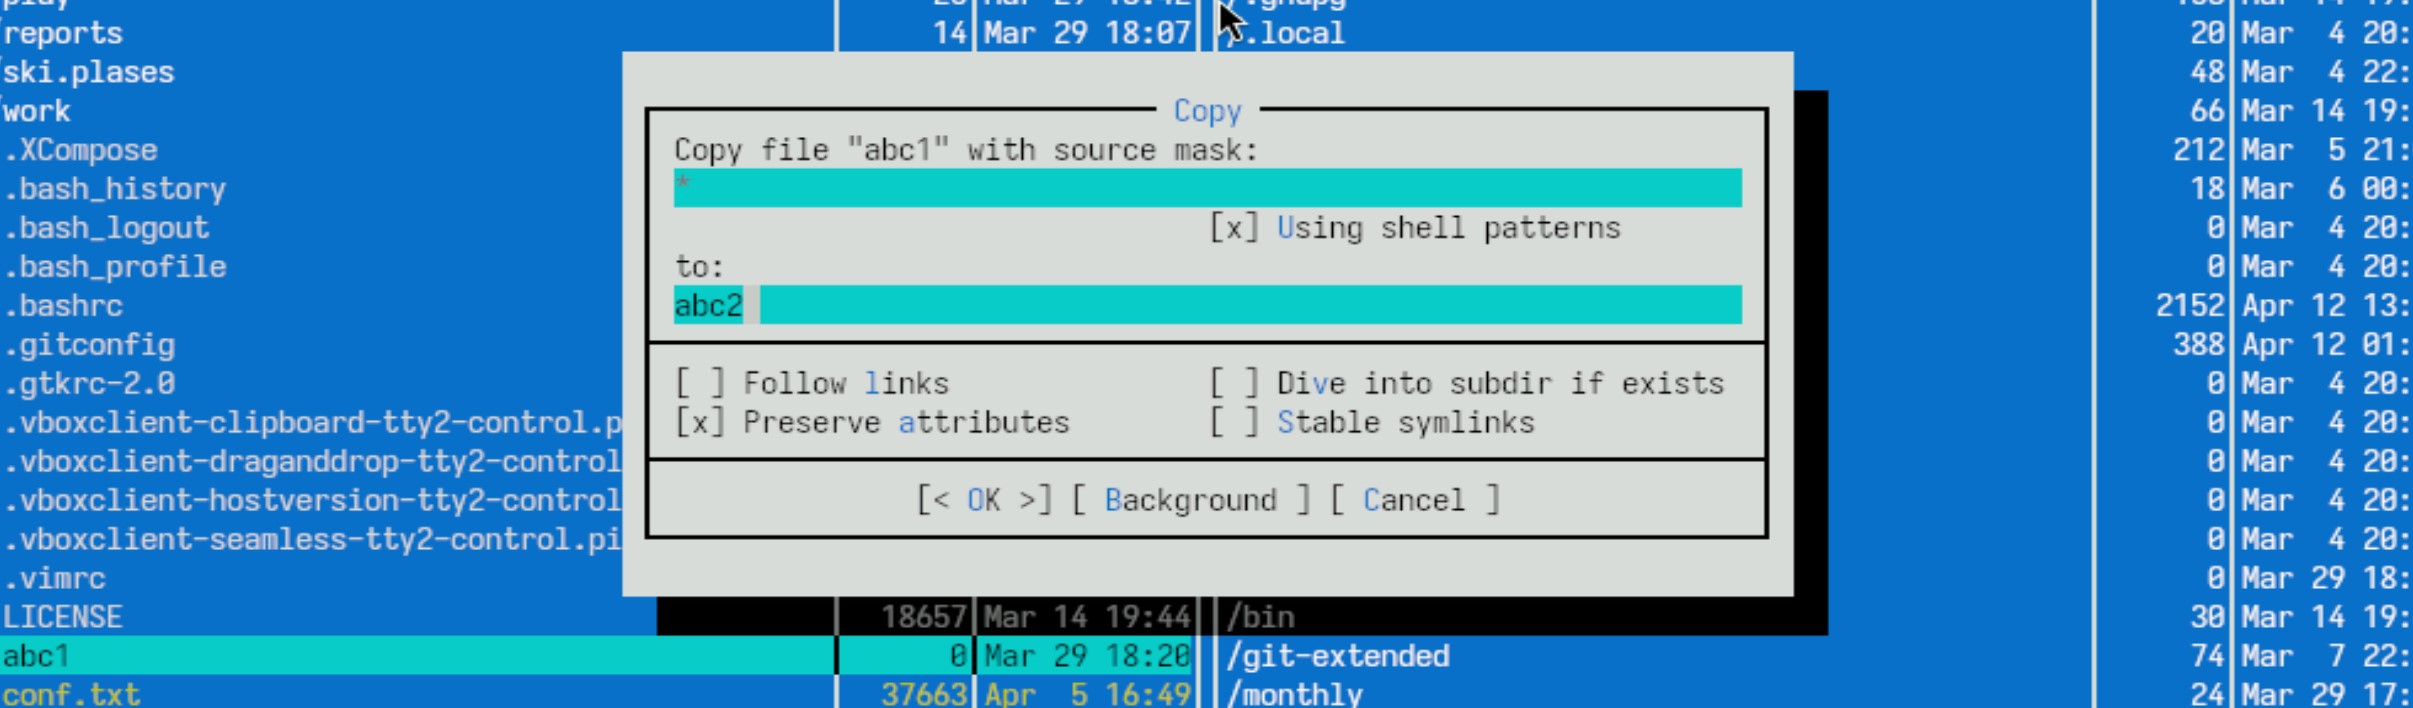 /reports 14 Mar 29 18:07 /.local 20 Mar 4 20:
/ski.plases 48 Mar 4 22:
/work 66 Mar 14 19:
Copy
.XCompose 212 Mar 5 21:
Copy file "abc1" with source mask:
.bash_history 18 Mar 6 00:
*
.bash_logout 0 Mar 4 20:
[x] Using shell patterns
.bash_profile 0 Mar 4 20:
to:
.bashrc 2152 Apr 12 13:
abc2
.gitconfig 388 Apr 12 01:
.gtkrc-2.0 0 Mar 4 20:
[ ] Follow links [ ] Dive into subdir if exists
.vboxclient-clipboard-tty2-control.p 0 Mar 4 20:
[x] Preserve attributes [ ] Stable symlinks
.vboxclient-draganddrop-tty2-control 0 Mar 4 20:
.vboxclient-hostversion-tty2-control 0 Mar 4 20:
[< OK >] [ Background ] [ Cancel ]
.vboxclient-seamless-tty2-control.pi 0 Mar 4 20:
.vimrc 0 Mar 29 18:
LICENSE 18657 Mar 14 19:44 /bin 30 Mar 14 19:
abc1 0 Mar 29 18:20 /git-extended 74 Mar 7 22:
conf.txt 37663 Apr 5 16:49 /monthly 24 Mar 29 17: